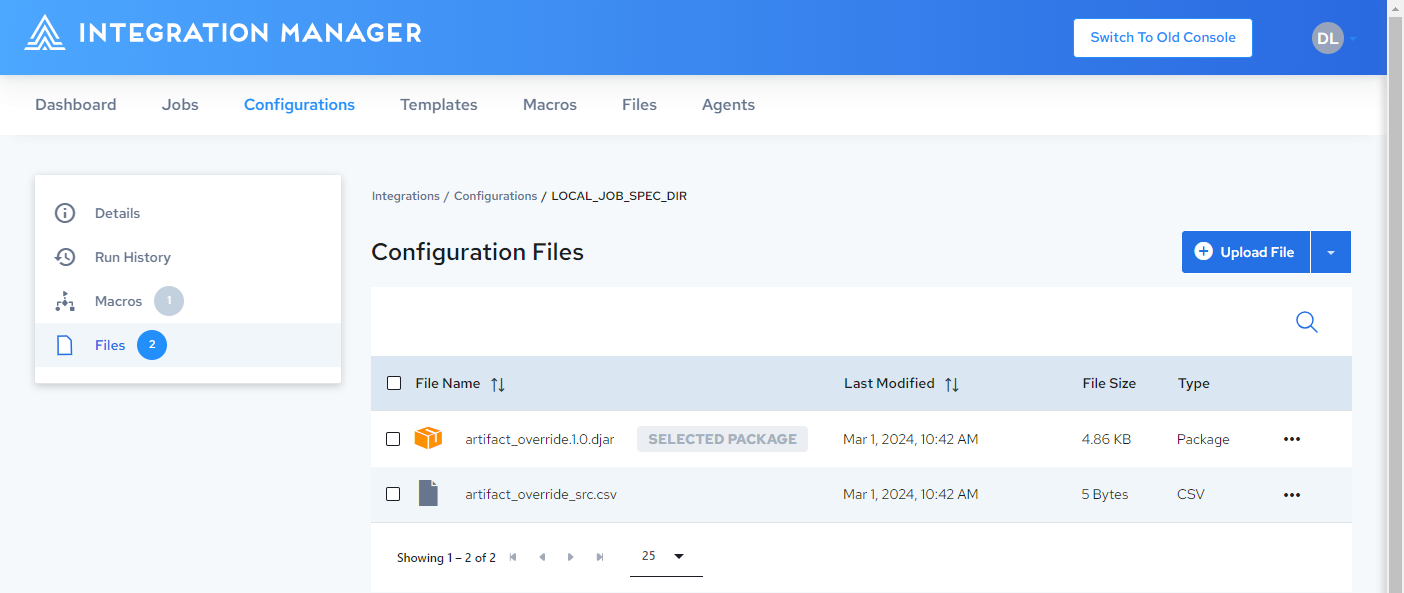 INTEGRATION MANAGER
Switch To Old Console
DL
Dashboard Jobs Configurations Templates Macros Files Agents
Details
Run History
Macros 1
Files 2
Integrations / Configurations / LOCAL_JOB_SPEC_DIR
Configuration Files
Upload File
File Name Last Modified File Size Type
artifact_override.1.0.djar SELECTED PACKAGE Mar 1, 2024, 10:42 AM 4.86 KB Package
artifact_override_src.csv Mar 1, 2024, 10:42 AM 5 Bytes CSV
Showing 1 – 2 of 2 25